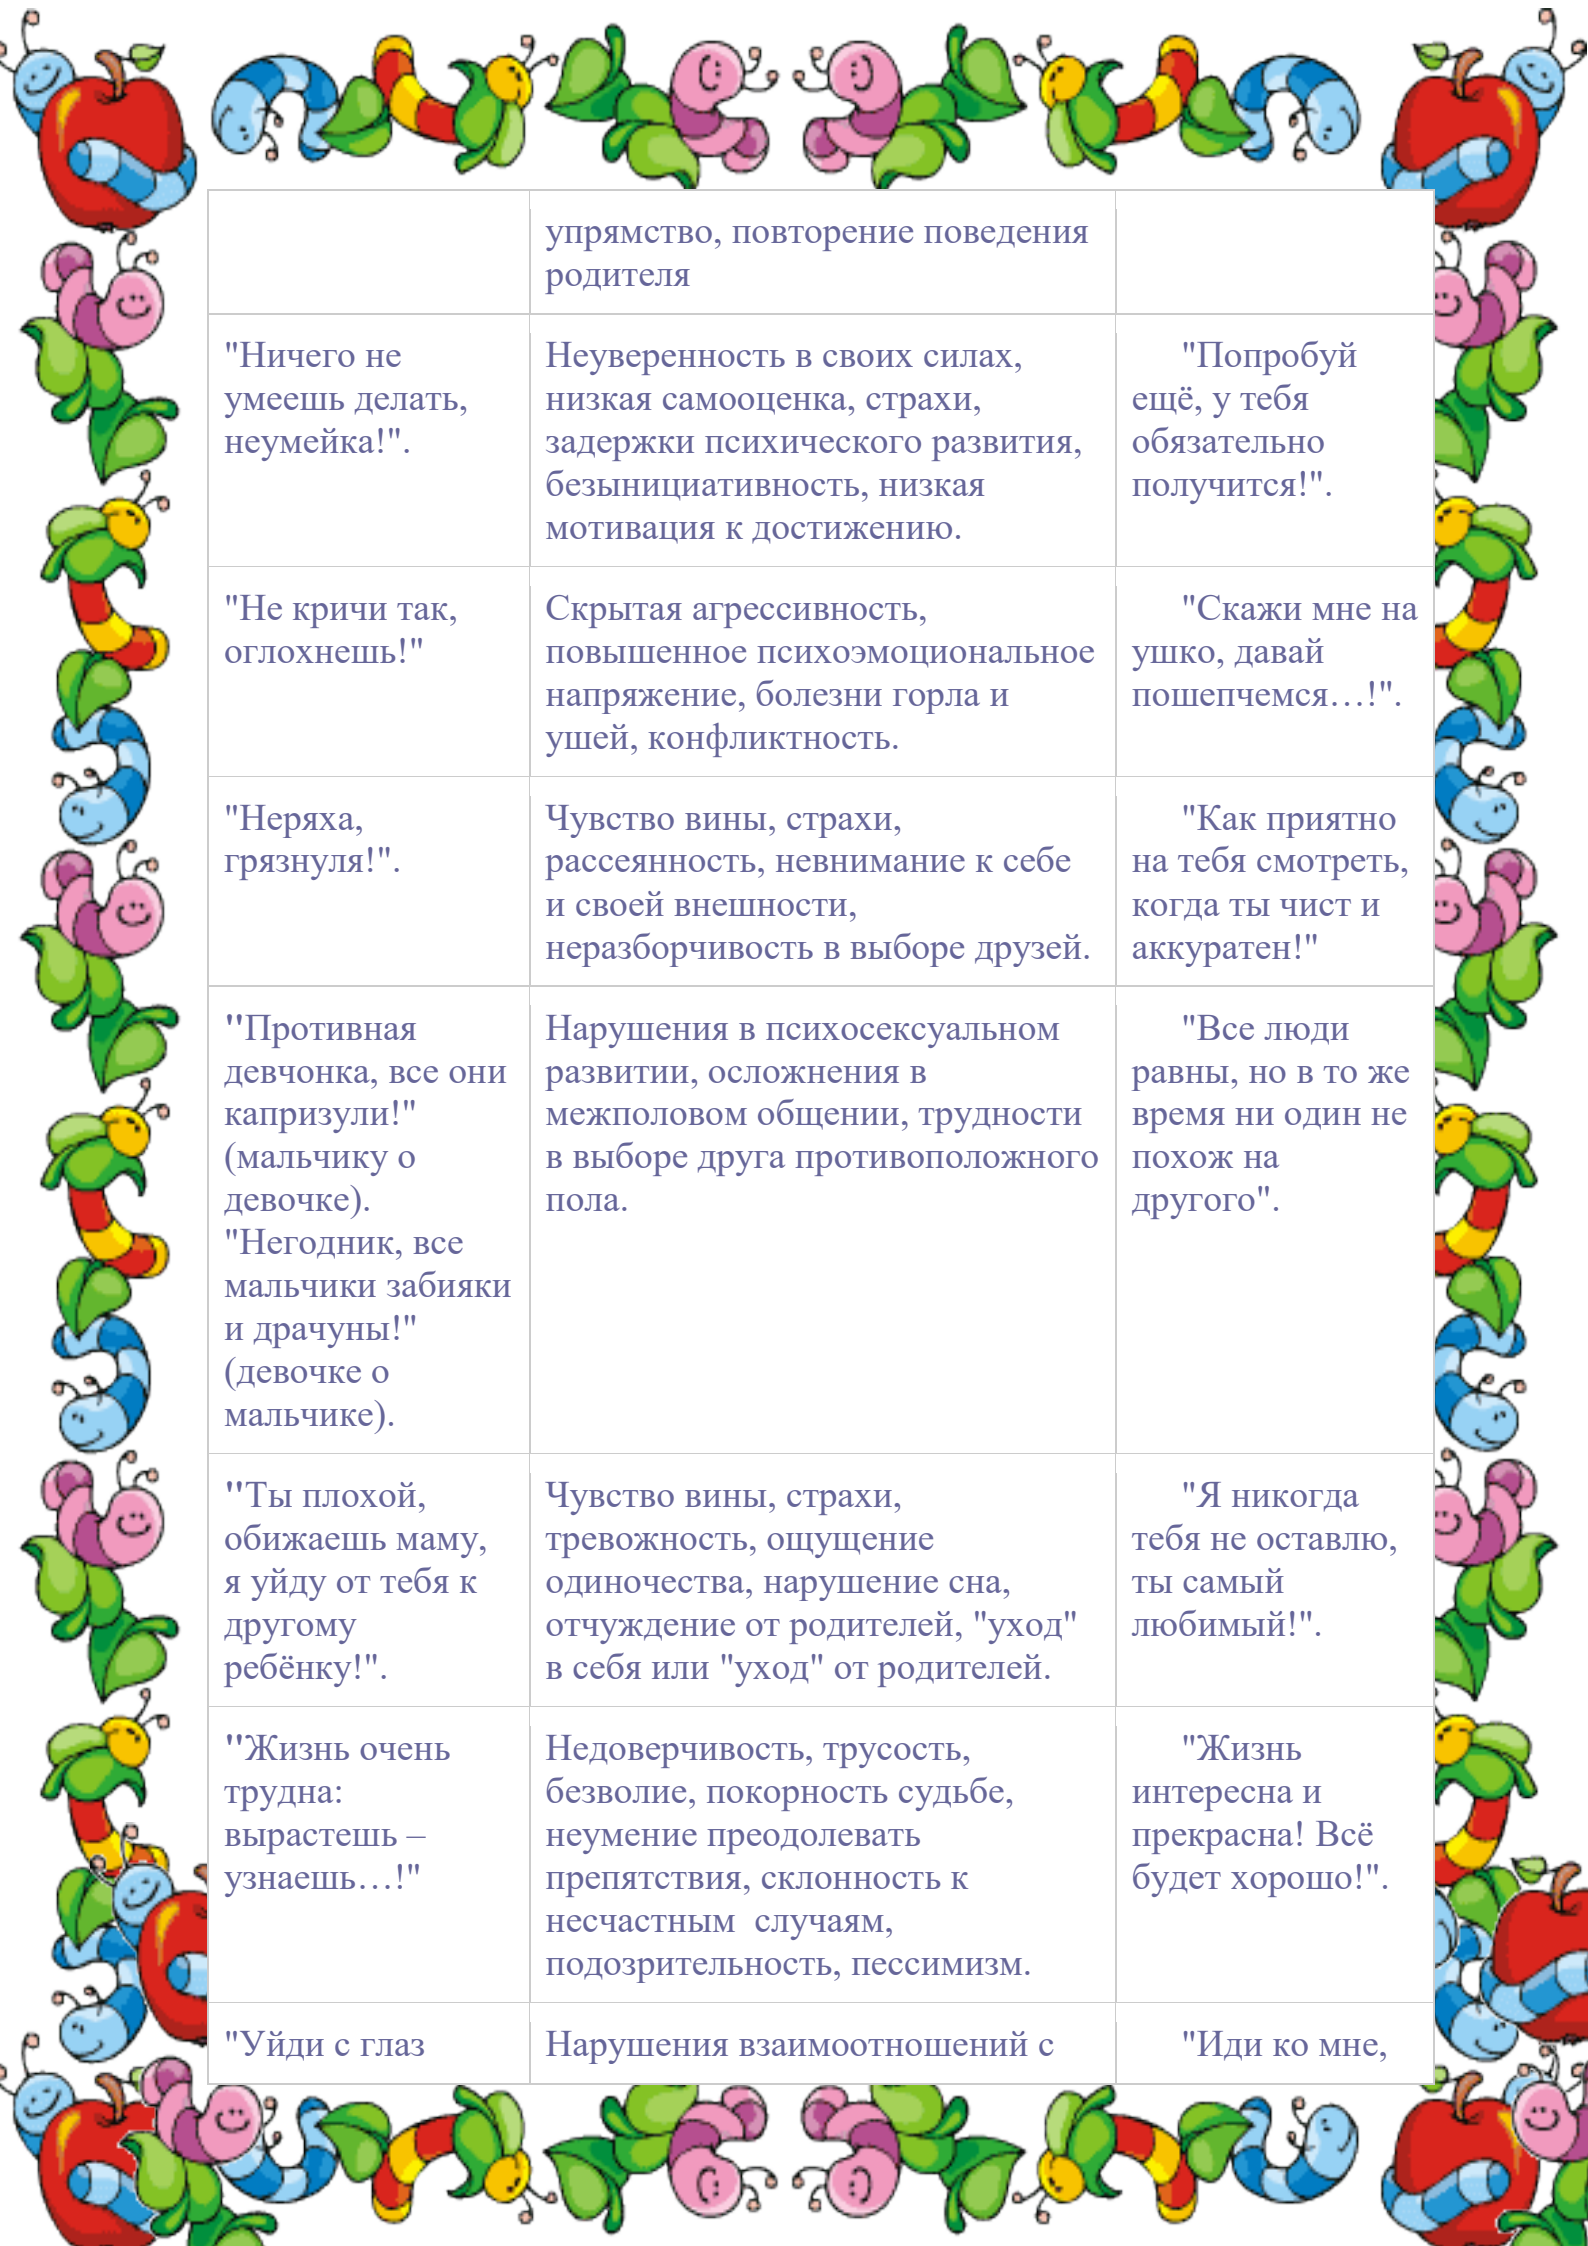 упрямство, повторение поведения
родителя
"Ничего не
умеешь делать,
неумейка!".
Неуверенность в своих силах,
низкая самооценка, страхи,
задержки психического развития,
безынициативность, низкая
мотивация к достижению.
"Попробуй
ещё, у тебя
обязательно
получится!".
"Не кричи так,
оглохнешь!"
Скрытая агрессивность,
повышенное психоэмоциональное
напряжение, болезни горла и
ушей, конфликтность.
"Скажи мне на
ушко, давай
пошепчемся…!".
"Неряха,
грязнуля!".
Чувство вины, страхи,
рассеянность, невнимание к себе
и своей внешности,
неразборчивость в выборе друзей.
"Как приятно
на тебя смотреть,
когда ты чист и
аккуратен!"
"Противная
девчонка, все они
капризули!"
(мальчику о
девочке).
"Негодник, все
мальчики забияки
и драчуны!"
(девочке о
мальчике).
Нарушения в психосексуальном
развитии, осложнения в
межполовом общении, трудности
в выборе друга противоположного
пола.
"Все люди
равны, но в то же
время ни один не
похож на
другого".
"Ты плохой,
обижаешь маму,
я уйду от тебя к
другому
ребёнку!".
Чувство вины, страхи,
тревожность, ощущение
одиночества, нарушение сна,
отчуждение от родителей, "уход"
в себя или "уход" от родителей.
"Я никогда
тебя не оставлю,
ты самый
любимый!".
"Жизнь очень
трудна:
вырастешь –
узнаешь…!"
Недоверчивость, трусость,
безволие, покорность судьбе,
неумение преодолевать
препятствия, склонность к
несчастным  случаям,
подозрительность, пессимизм.
"Жизнь
интересна и
прекрасна! Всё
будет хорошо!".
"Уйди с глаз
Нарушения взаимоотношений с
"Иди ко мне,